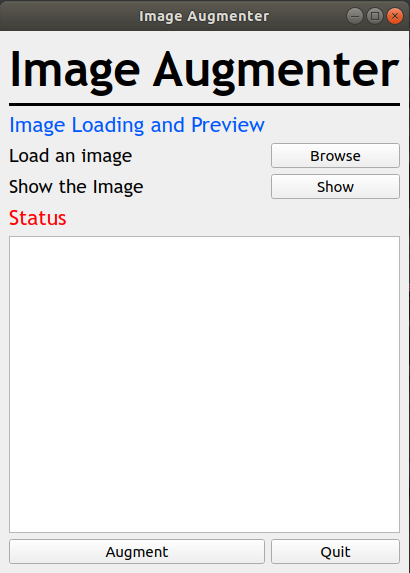 Image Augmenter
Image Augmenter
Image Loading and Preview
Load an image Browse
Show the Image Show
Status
Augment Quit